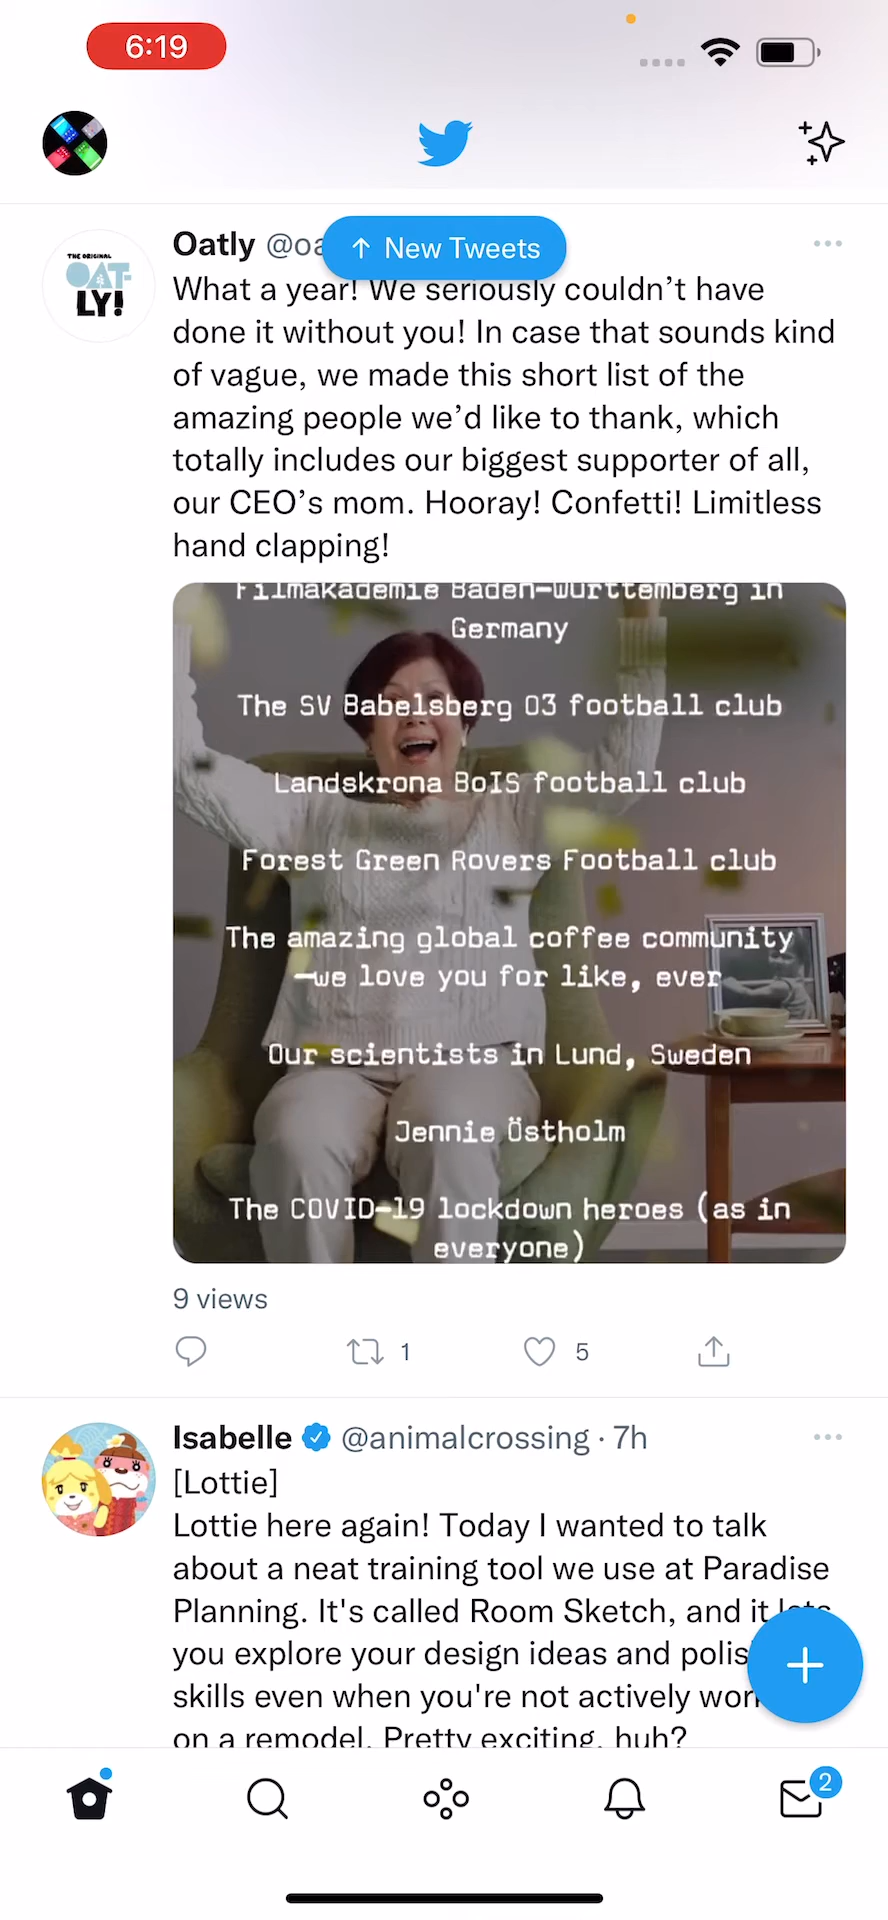 6:19
Oatly @oa
↑ New Tweets
THE ORIGINAL
OAT-
LY!
What a year! We seriously couldn't have
done it without you! In case that sounds kind
of vague, we made this short list of the
amazing people we'd like to thank, which
totally includes our biggest supporter of all,
our CEO's mom. Hooray! Confetti! Limitless
hand clapping!
Filmakademie Baden-Württemberg in
Germany
The SV Babelsberg 03 football club
Landskrona BoIS football club
Forest Green Rovers Football club
The amazing global coffee community
—we love you for like, ever
Our scientists in Lund, Sweden
Jennie Östholm
The COVID-19 lockdown heroes (as in
everyone)
9 views
1
5
Isabelle @animalcrossing · 7h
[Lottie]
Lottie here again! Today I wanted to talk
about a neat training tool we use at Paradise
Planning. It's called Room Sketch, and it lets
you explore your design ideas and polis
skills even when you're not actively wor
on a remodel. Pretty exciting, huh?
2